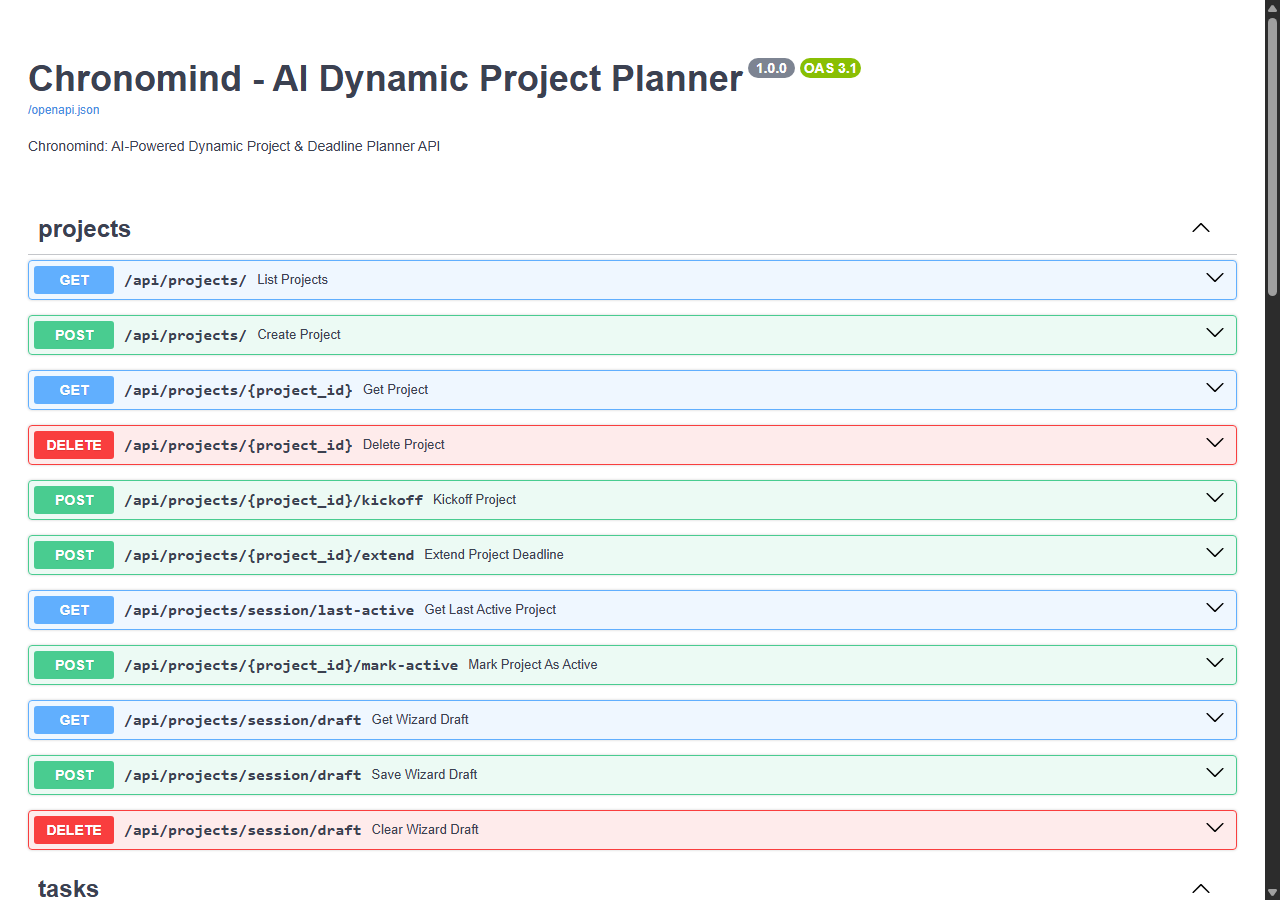 Chronomind - AI Dynamic Project Planner 1.0.0 OAS 3.1
/openapi.json
Chronomind: AI-Powered Dynamic Project & Deadline Planner API
projects
GET /api/projects/ List Projects
POST /api/projects/ Create Project
GET /api/projects/{project_id} Get Project
DELETE /api/projects/{project_id} Delete Project
POST /api/projects/{project_id}/kickoff Kickoff Project
POST /api/projects/{project_id}/extend Extend Project Deadline
GET /api/projects/session/last-active Get Last Active Project
POST /api/projects/{project_id}/mark-active Mark Project As Active
GET /api/projects/session/draft Get Wizard Draft
POST /api/projects/session/draft Save Wizard Draft
DELETE /api/projects/session/draft Clear Wizard Draft
tasks